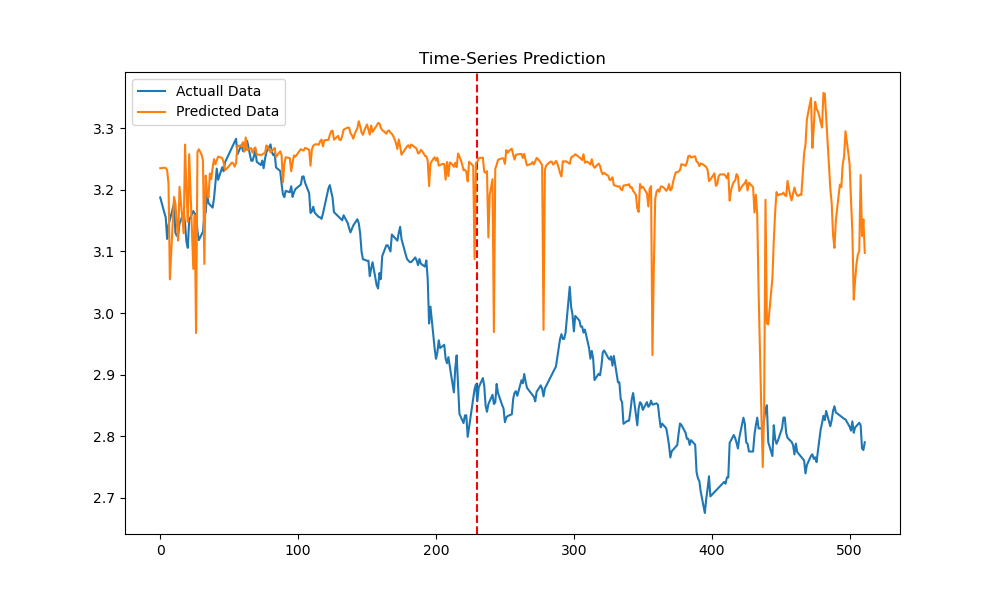 Time-Series Prediction
Actuall Data
Predicted Data
3.3
3.2
3.1
3.0
2.9
2.8
2.7
0 100 200 300 400 500